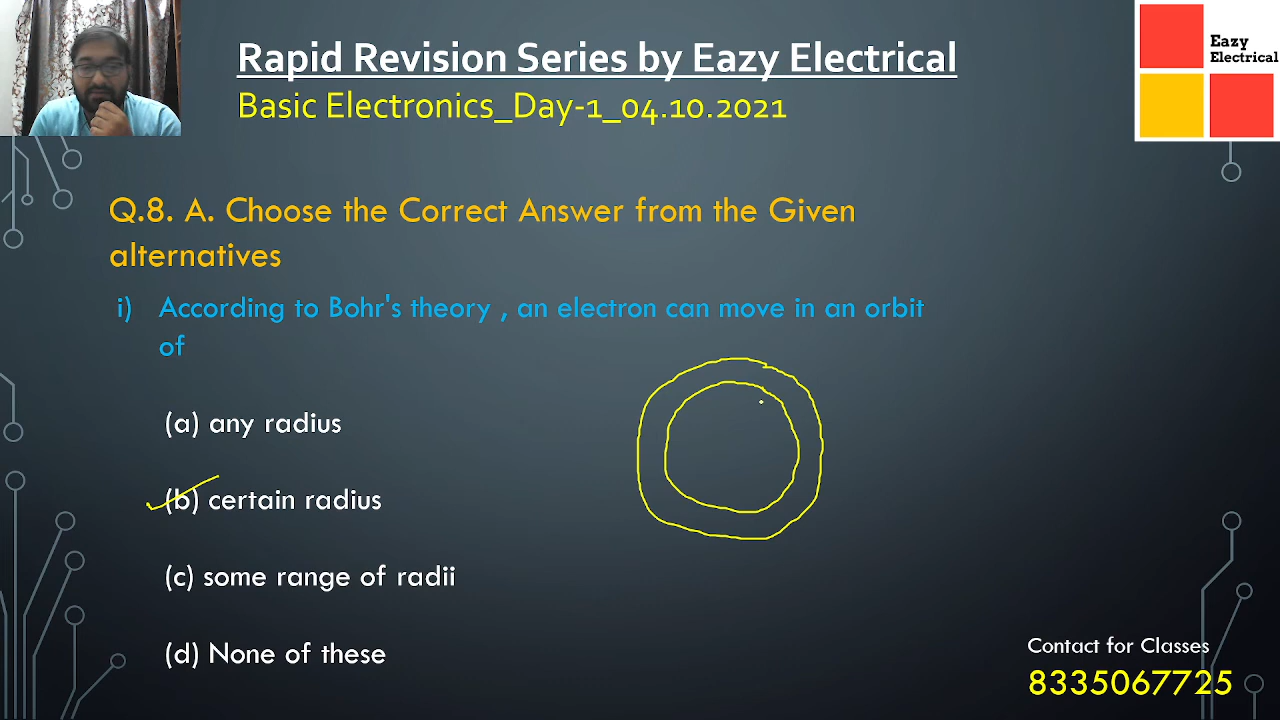 Rapid Revision Series by Eazy Electrical
Basic Electronics_Day-1_04.10.2021
Eazy
Electrical
Q.8. A. Choose the Correct Answer from the Given
alternatives
i) According to Bohr's theory , an electron can move in an orbit
of
(a) any radius
(b) certain radius
(c) some range of radii
(d) None of these
Contact for Classes
8335067725